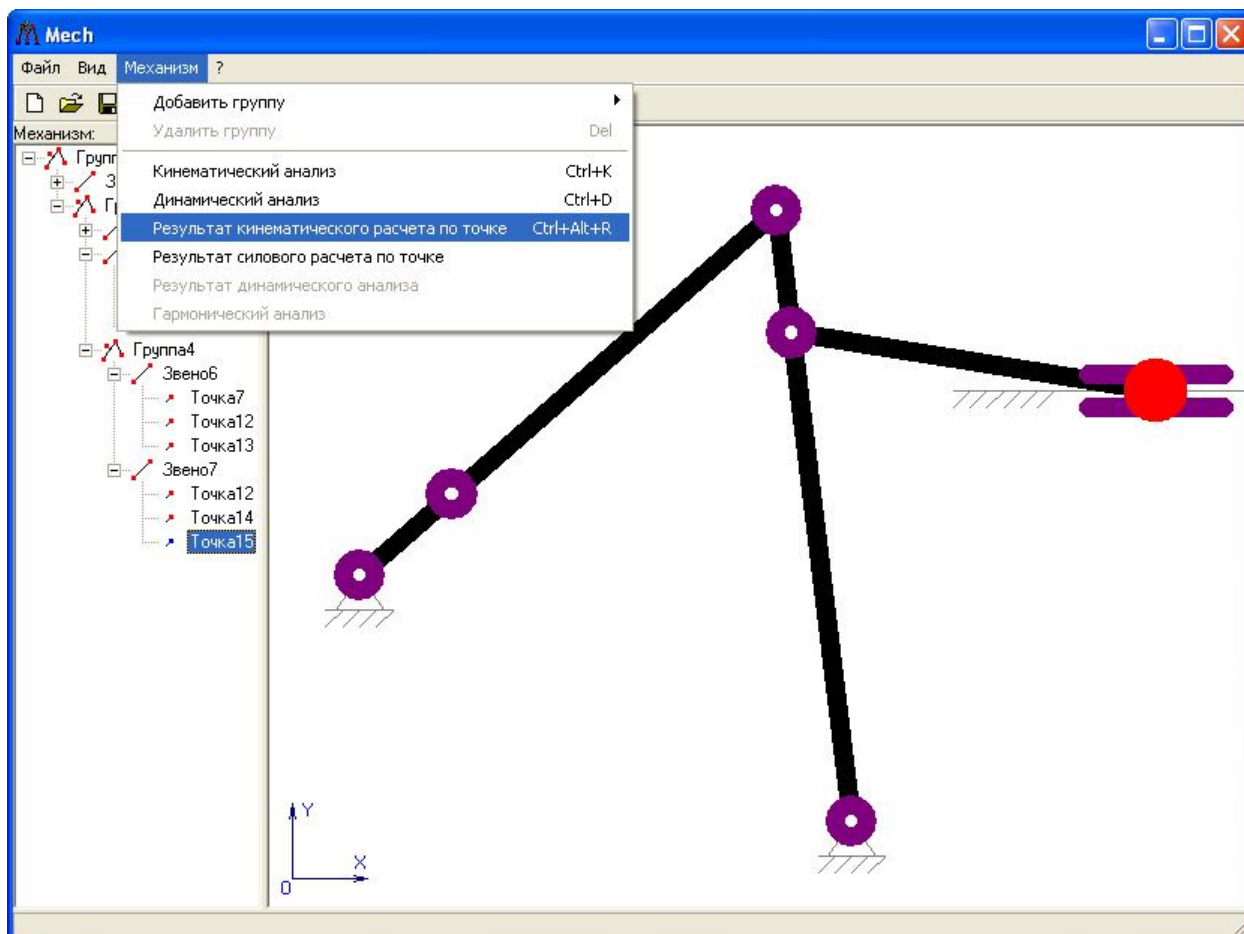 Mech
Файл Вид Механизм ?
Добавить группу
Механизм:
Удалить группу Del
Кинематический анализ Ctrl+K
Динамический анализ Ctrl+D
Результат кинематического расчета по точке Ctrl+Alt+R
Результат силового расчета по точке
Результат динамического анализа
Гармонический анализ
Группа4
Звено6
Точка7
Точка12
Точка13
Звено7
Точка12
Точка14
Точка15
Y
X
0